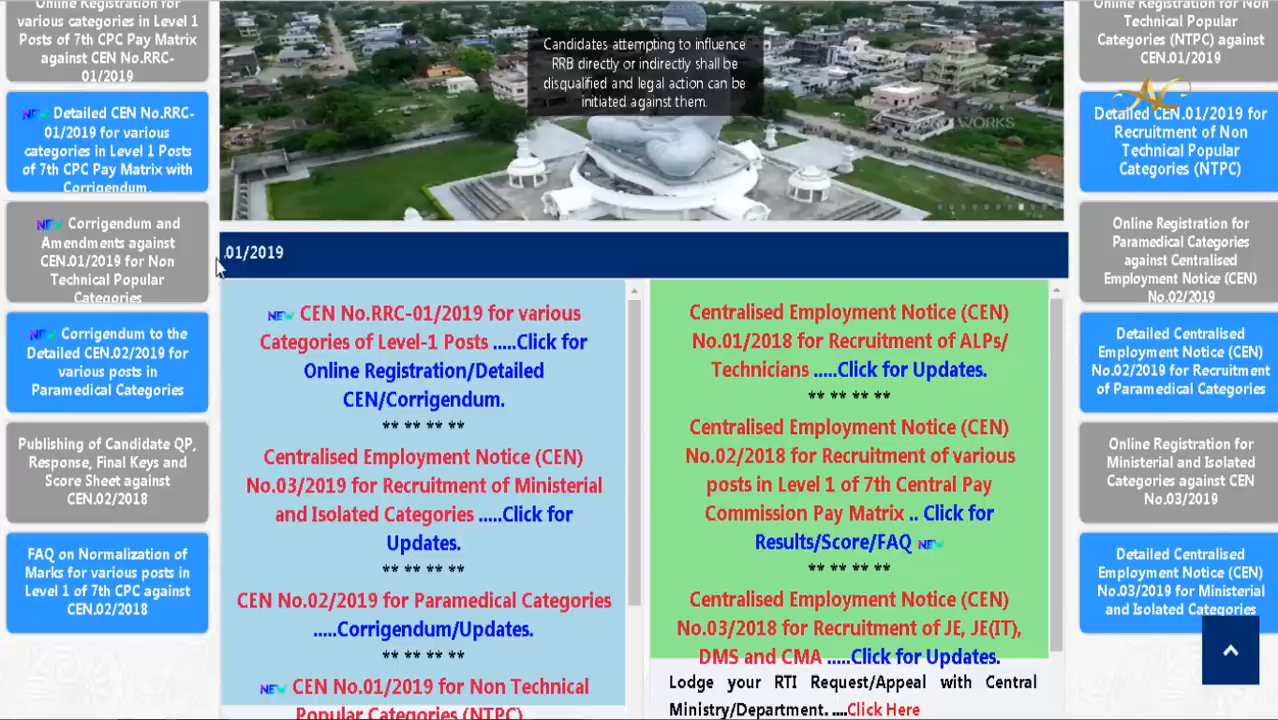 Online Registration for
various categories in Level 1
Posts of 7th CPC Pay Matrix
against CEN No.RRC-
01/2019
NEW Detailed CEN No.RRC-
01/2019 for various
categories in Level 1 Posts
of 7th CPC Pay Matrix with
Corrigendum.
NEW Corrigendum and
Amendments against
CEN.01/2019 for Non
Technical Popular
Categories
NEW Corrigendum to the
Detailed CEN.02/2019 for
various posts in
Paramedical Categories
Publishing of Candidate QP,
Response, Final Keys and
Score Sheet against
CEN.02/2018
FAQ on Normalization of
Marks for various posts in
Level 1 of 7th CPC against
CEN.02/2018
Candidates attempting to influence
RRB directly or indirectly shall be
disqualified and legal action can be
initiated against them.
WORKS
.01/2019
NEW CEN No.RRC-01/2019 for various
Categories of Level-1 Posts .....Click for
Online Registration/Detailed
CEN/Corrigendum.
** ** ** **
Centralised Employment Notice (CEN)
No.03/2019 for Recruitment of Ministerial
and Isolated Categories .....Click for
Updates.
** ** ** **
CEN No.02/2019 for Paramedical Categories
.....Corrigendum/Updates.
** ** ** **
NEW CEN No.01/2019 for Non Technical
Popular Categories (NTPC)
Centralised Employment Notice (CEN)
No.01/2018 for Recruitment of ALPs/
Technicians .....Click for Updates.
** ** ** **
Centralised Employment Notice (CEN)
No.02/2018 for Recruitment of various
posts in Level 1 of 7th Central Pay
Commission Pay Matrix .. Click for
Results/Score/FAQ NEW
** ** ** **
Centralised Employment Notice (CEN)
No.03/2018 for Recruitment of JE, JE(IT),
DMS and CMA .....Click for Updates.
Lodge your RTI Request/Appeal with Central
Ministry/Department. ....Click Here
Online Registration for Non
Technical Popular
Categories (NTPC) against
CEN.01/2019
AC
Detailed CEN.01/2019 for
Recruitment of Non
Technical Popular
Categories (NTPC)
Online Registration for
Paramedical Categories
against Centralised
Employment Notice (CEN)
No.02/2019
Detailed Centralised
Employment Notice (CEN)
No.02/2019 for Recruitment
of Paramedical Categories
Online Registration for
Ministerial and Isolated
Categories against CEN
No.03/2019
Detailed Centralised
Employment Notice (CEN)
No.03/2019 for Ministerial
and Isolated Categories